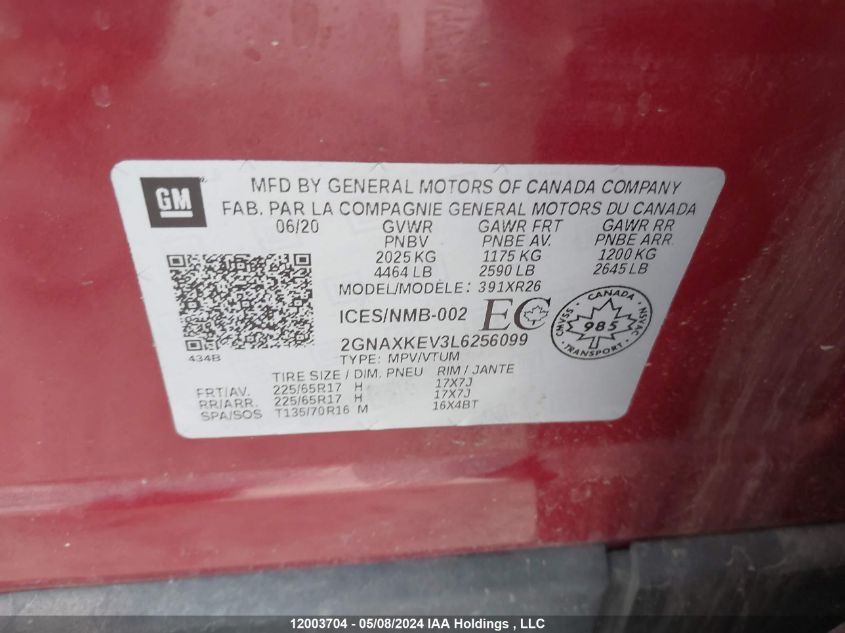 GM
MFD BY GENERAL MOTORS OF CANADA COMPANY
FAB. PAR LA COMPAGNIE GENERAL MOTORS DU CANADA
06/20 GVWR GAWR FRT GAWR RR
PNBV PNBE AV. PNBE ARR.
2025 KG 1175 KG 1200 KG
4464 LB 2590 LB 2645 LB
MODEL/MODÈLE: 391XR26
ICES/NMB-002 EC
CANADA
CMVSS 985 NSVAC
TRANSPORT
2GNAXKEV3L6256099
434B
TYPE: MPV/VTUM
TIRE SIZE / DIM. PNEU RIM / JANTE
FRT/AV. 225/65R17 H 17X7J
RR/ARR. 225/65R17 H 17X7J
SPA/SOS T135/70R16 M 16X4BT
12003704 - 05/08/2024 IAA Holdings , LLC